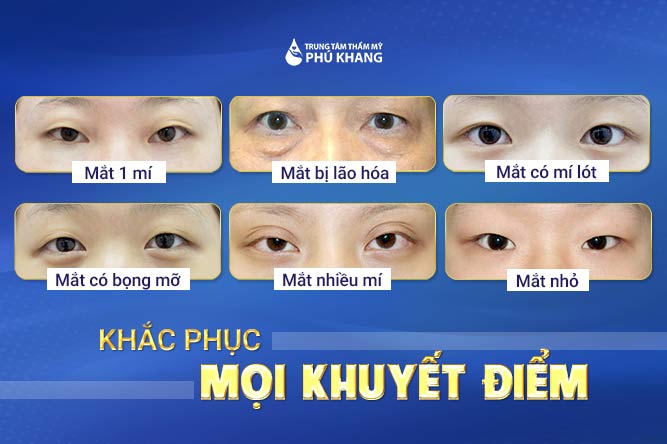 TRUNG TÂM THẨM MỸ
PHÚ KHANG
Mắt 1 mí
Mắt bị lão hóa
Mắt có mí lót
Mắt có bọng mỡ
Mắt nhiều mí
Mắt nhỏ
KHẮC PHỤC
MỌI KHUYẾT ĐIỂM